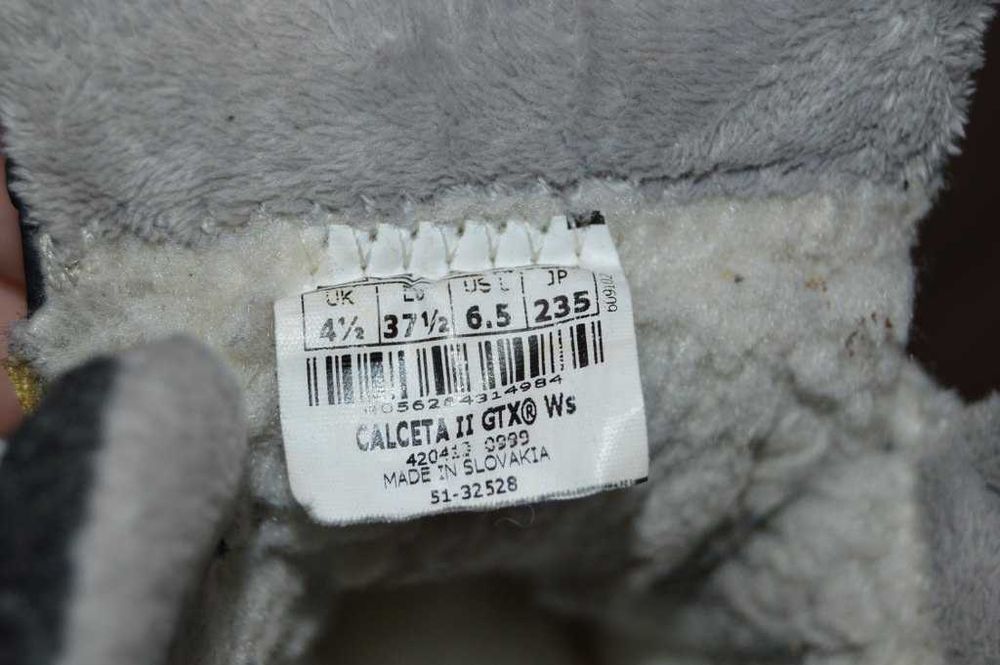 UK EU US L JP
4½ 37½ 6.5 235
CALCETA II GTX® Ws
0999
MADE IN SLOVAKIA
51-32528